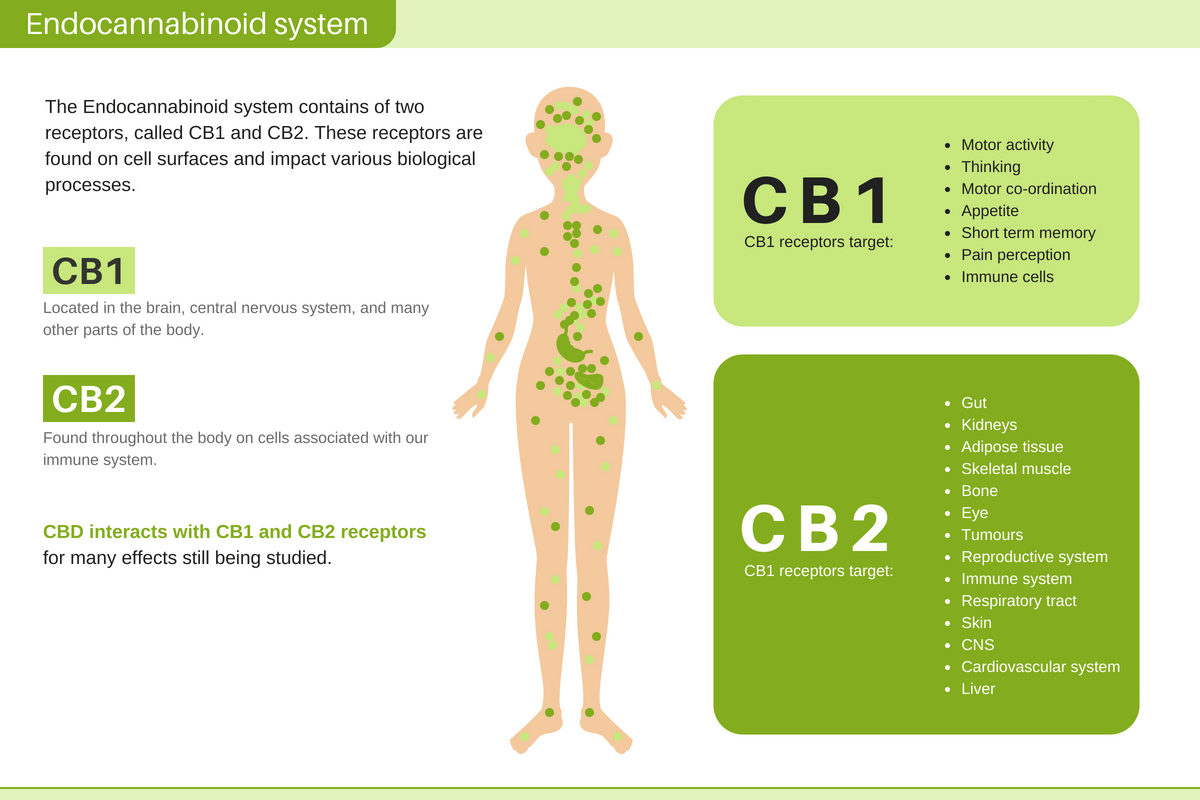 Endocannabinoid system
The Endocannabinoid system contains of two
receptors, called CB1 and CB2. These receptors are
found on cell surfaces and impact various biological
processes.
CB1
Located in the brain, central nervous system, and many
other parts of the body.
CB2
Found throughout the body on cells associated with our
immune system.
CBD interacts with CB1 and CB2 receptors
for many effects still being studied.
CB1
CB1 receptors target:
• Motor activity
• Thinking
• Motor co-ordination
• Appetite
• Short term memory
• Pain perception
• Immune cells
CB2
CB1 receptors target:
• Gut
• Kidneys
• Adipose tissue
• Skeletal muscle
• Bone
• Eye
• Tumours
• Reproductive system
• Immune system
• Respiratory tract
• Skin
• CNS
• Cardiovascular system
• Liver